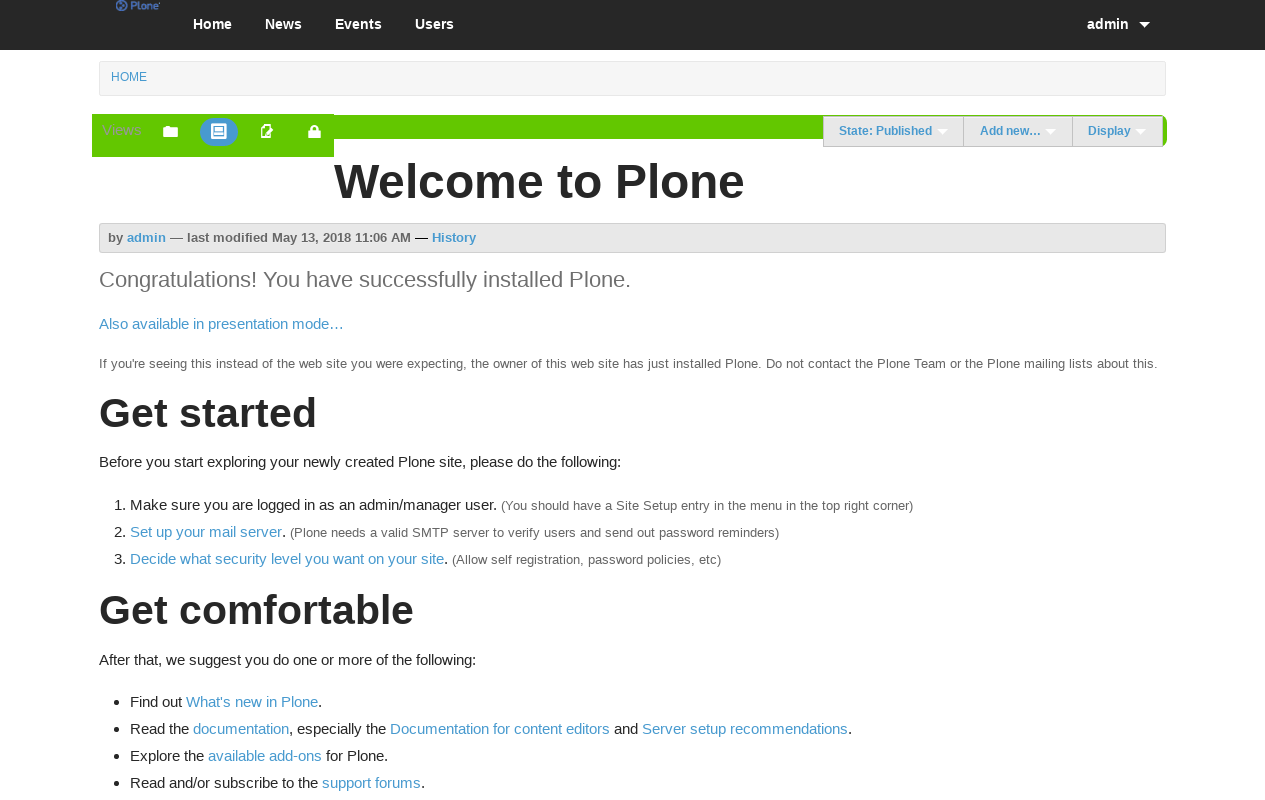 Plone
Home News Events Users admin
HOME
Views State: Published Add new… Display
Welcome to Plone
by admin — last modified May 13, 2018 11:06 AM — History
Congratulations! You have successfully installed Plone.
Also available in presentation mode…
If you're seeing this instead of the web site you were expecting, the owner of this web site has just installed Plone. Do not contact the Plone Team or the Plone mailing lists about this.
Get started
Before you start exploring your newly created Plone site, please do the following:
1. Make sure you are logged in as an admin/manager user. (You should have a Site Setup entry in the menu in the top right corner)
2. Set up your mail server. (Plone needs a valid SMTP server to verify users and send out password reminders)
3. Decide what security level you want on your site. (Allow self registration, password policies, etc)
Get comfortable
After that, we suggest you do one or more of the following:
• Find out What's new in Plone.
• Read the documentation, especially the Documentation for content editors and Server setup recommendations.
• Explore the available add-ons for Plone.
• Read and/or subscribe to the support forums.